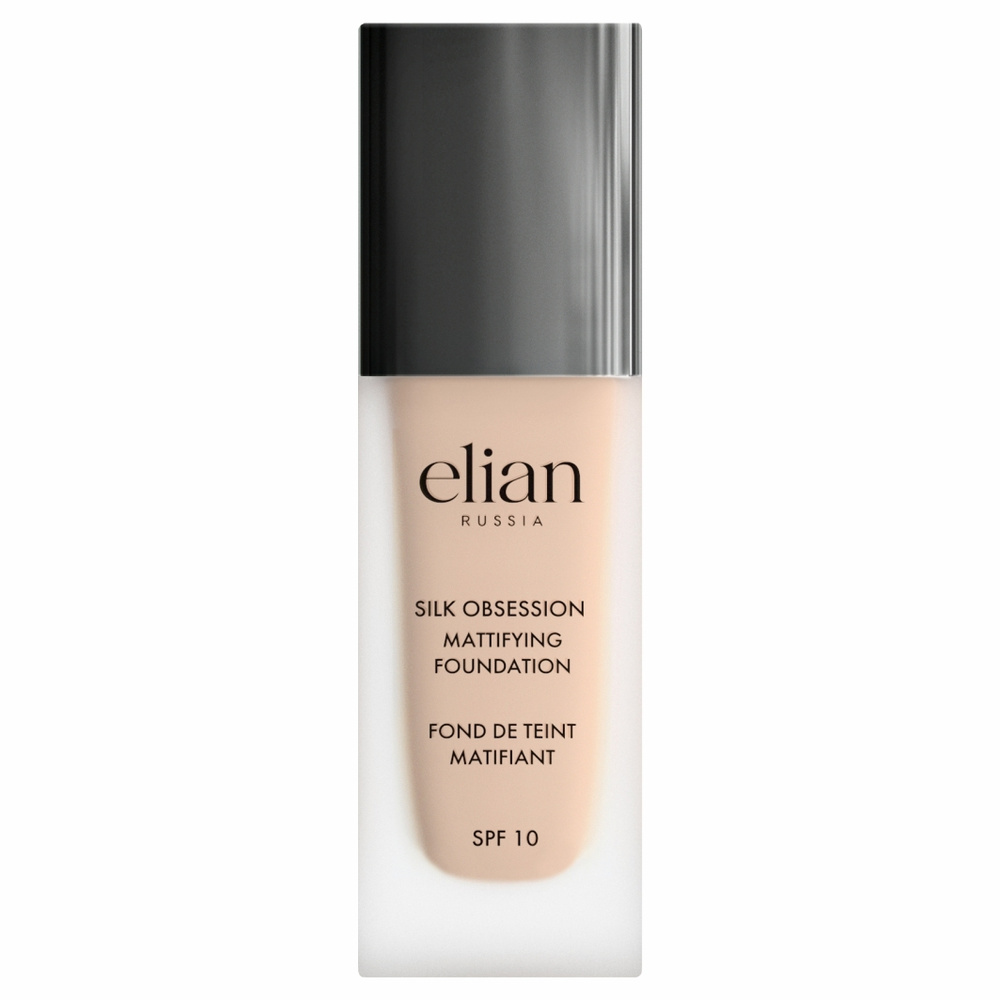 elian
RUSSIA
SILK OBSESSION
MATTIFYING
FOUNDATION
FOND DE TEINT
MATIFIANT
SPF 10